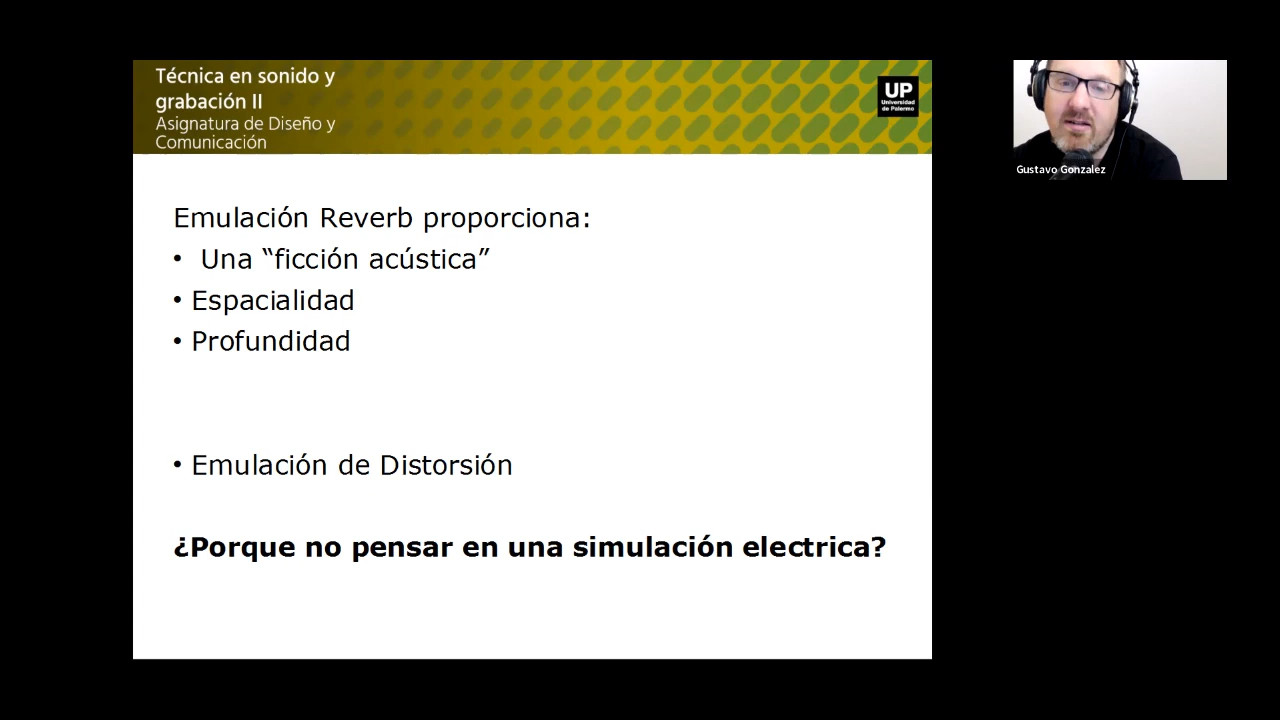 Técnica en sonido y
grabación II
Asignatura de Diseño y
Comunicación
UP
Universidad
de Palermo
Gustavo Gonzalez
Emulación Reverb proporciona:
• Una “ficción acústica”
• Espacialidad
• Profundidad
• Emulación de Distorsión
¿Porque no pensar en una simulación electrica?